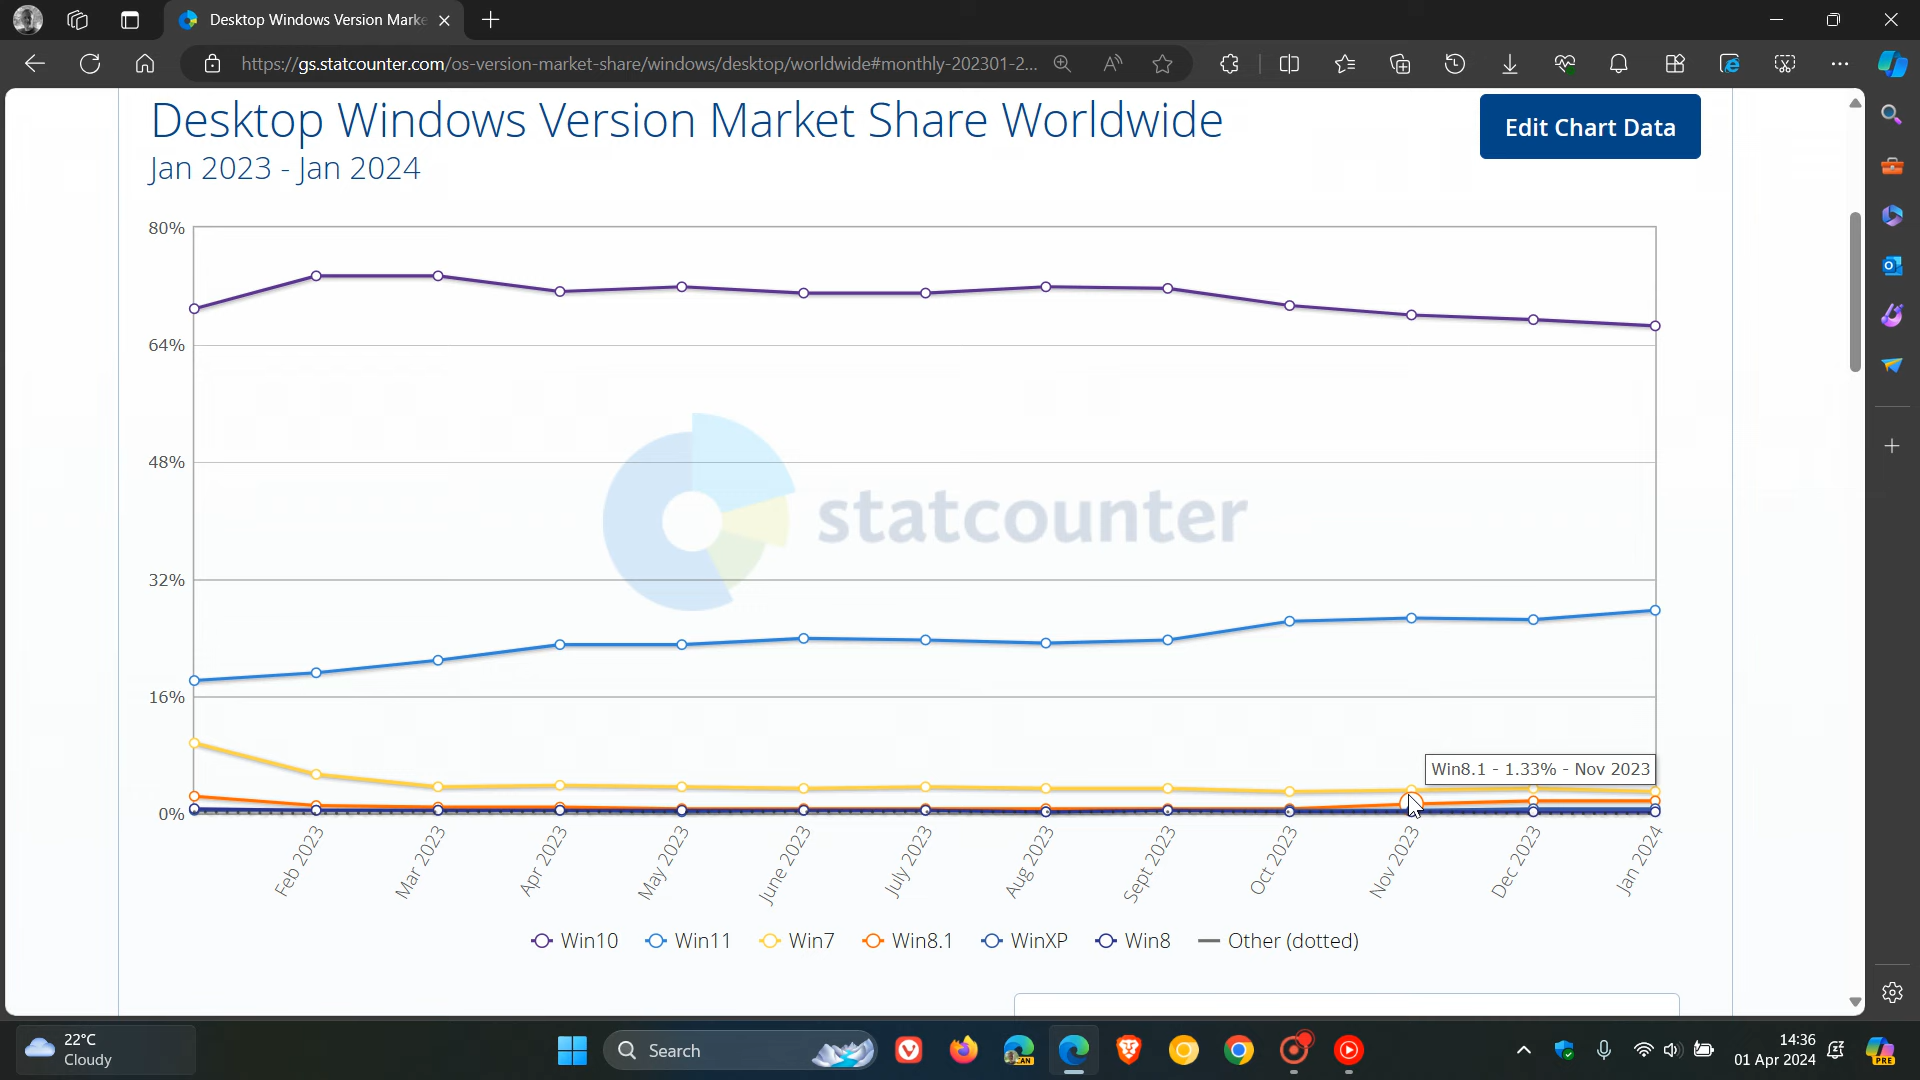 Desktop Windows Version Marke
https://gs.statcounter.com/os-version-market-share/windows/desktop/worldwide#monthly-202301-2...
Desktop Windows Version Market Share Worldwide
Edit Chart Data
Jan 2023 - Jan 2024
80%
64%
48%
statcounter
32%
16%
Win8.1 - 1.33% - Nov 2023
0%
Feb 2023
Mar 2023
Apr 2023
May 2023
June 2023
July 2023
Aug 2023
Sept 2023
Oct 2023
Nov 2023
Dec 2023
Jan 2024
Win10 Win11 Win7 Win8.1 WinXP Win8 Other (dotted)
22°C
Cloudy
Search
CAN
14:36
01 Apr 2024
PRE